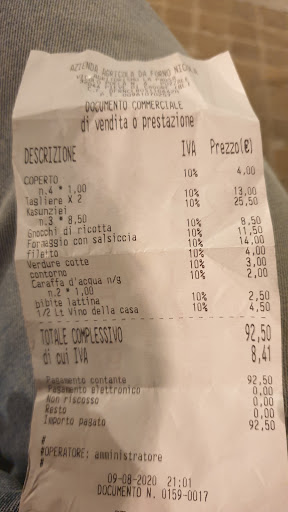 AZIENDA AGRICOLA DA FORNO NICOLA
DOCUMENTO COMMERCIALE
di vendita o prestazione
DESCRIZIONE IVA Prezzo(€)
COPERTO 10% 4,00
n.4 * 1,00
Tagliere X 2 10% 13,00
Kasunziei 10% 25,50
n.3 * 8,50
Gnocchi di ricotta 10% 8,50
Formaggio con salsiccia 10% 11,50
filetto 10% 14,00
Verdure cotte 10% 4,00
contorno 10% 3,00
Caraffa d'acqua n/g 10% 2,00
n.2 * 1,00
bibite lattina 10% 2,50
1/2 Lt Vino della casa 10% 4,50
TOTALE COMPLESSIVO 92,50
di cui IVA 8,41
Pagamento contante 92,50
Pagamento elettronico 0,00
Non riscosso 0,00
Resto 0,00
Importo pagato 92,50
#
#OPERATORE: amministratore
#
09-08-2020 21:01
DOCUMENTO N. 0159-0017